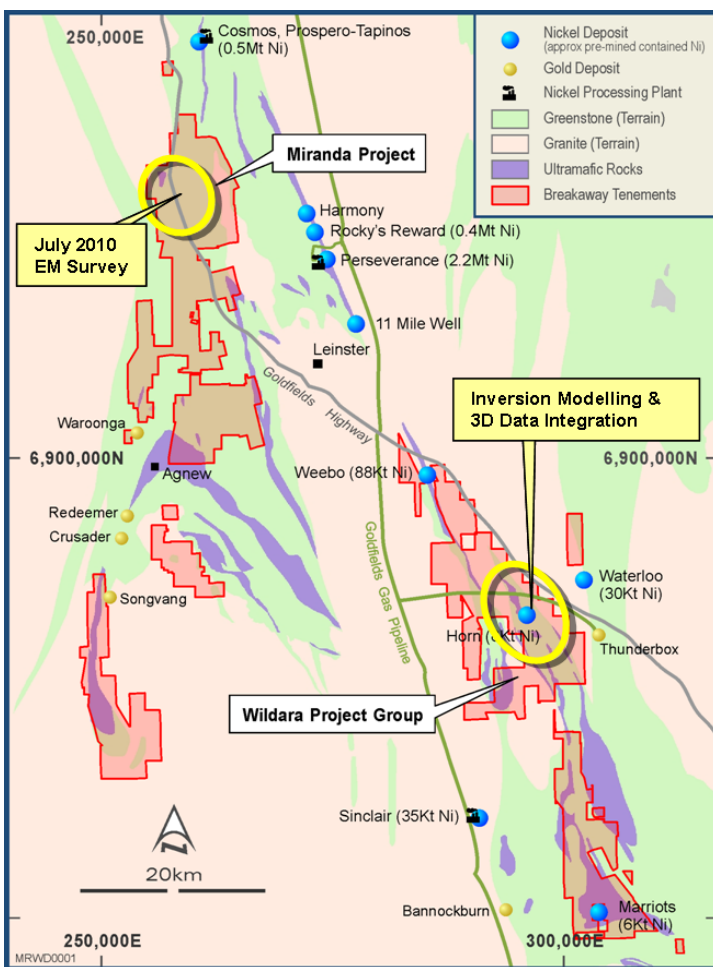 250,000E
Cosmos, Prospero-Tapinos
(0.5Mt Ni)
Nickel Deposit
(approx pre-mined contained Ni)
Gold Deposit
Nickel Processing Plant
Greenstone (Terrain)
Granite (Terrain)
Ultramafic Rocks
Breakaway Tenements
Miranda Project
July 2010
EM Survey
Harmony
Rocky's Reward (0.4Mt Ni)
Perseverance (2.2Mt Ni)
11 Mile Well
Leinster
Goldfields Highway
Inversion Modelling &
3D Data Integration
Waroonga
6,900,000N
Agnew
Weebo (88Kt Ni)
6,900,000N
Redeemer
Crusader
Songvang
Goldfields Gas Pipeline
Waterloo
(30Kt Ni)
Horn ( Kt Ni)
Thunderbox
Wildara Project Group
Sinclair (35Kt Ni)
20km
Bannockburn
Marriots
(6Kt Ni)
MRWD0001
250,000E
300,000E